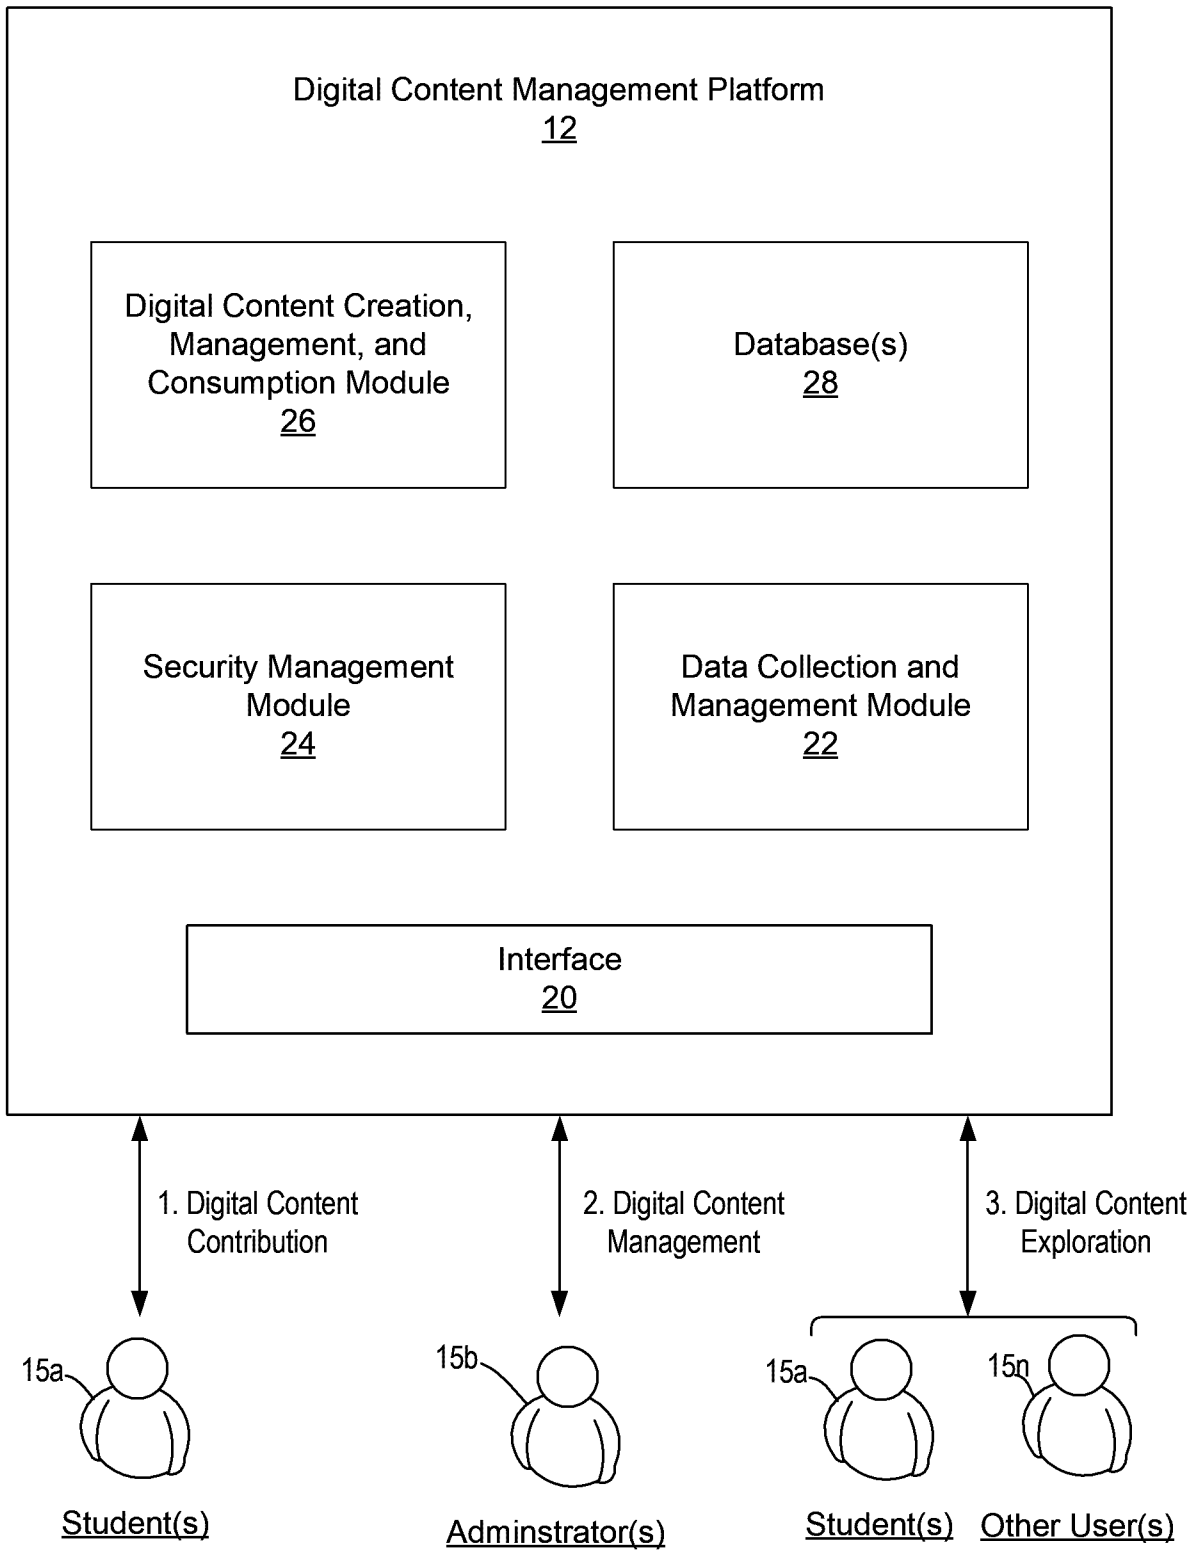 Digital Content Management Platform
12
Digital Content Creation,
Management, and
Consumption Module
26
Database(s)
28
Security Management
Module
24
Data Collection and
Management Module
22
Interface
20
1. Digital Content
Contribution
2. Digital Content
Management
3. Digital Content
Exploration
15a
15b
15a
15n
Student(s)
Adminstrator(s)
Student(s)
Other User(s)